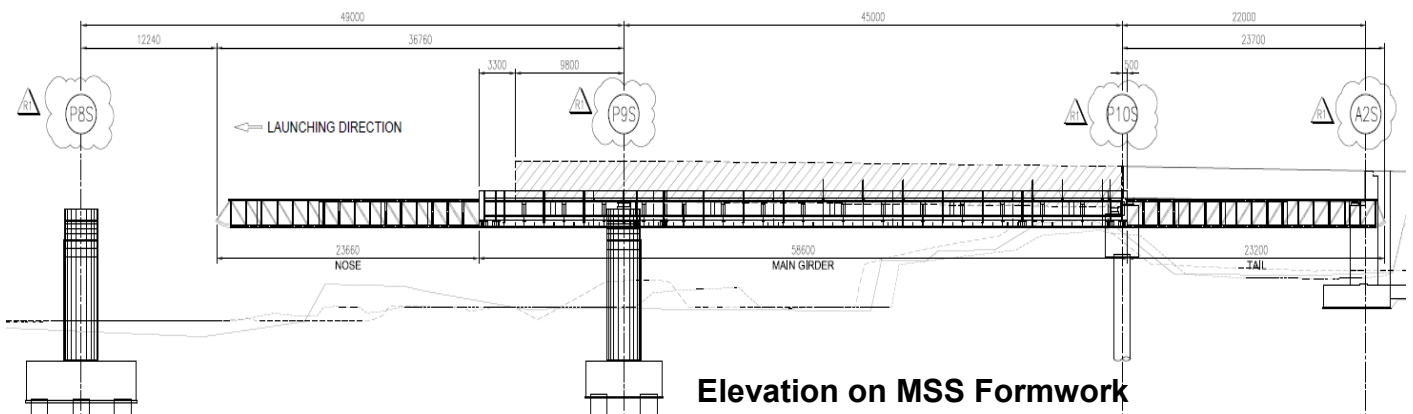 49000 45000 22000
12240 36760 23700
3300 9800 500
R1 P8S R1 P9S R1 P10S R1 A2S
LAUNCHING DIRECTION
23660 58600 23200
NOSE MAIN GIRDER TAIL
Elevation on MSS Formwork